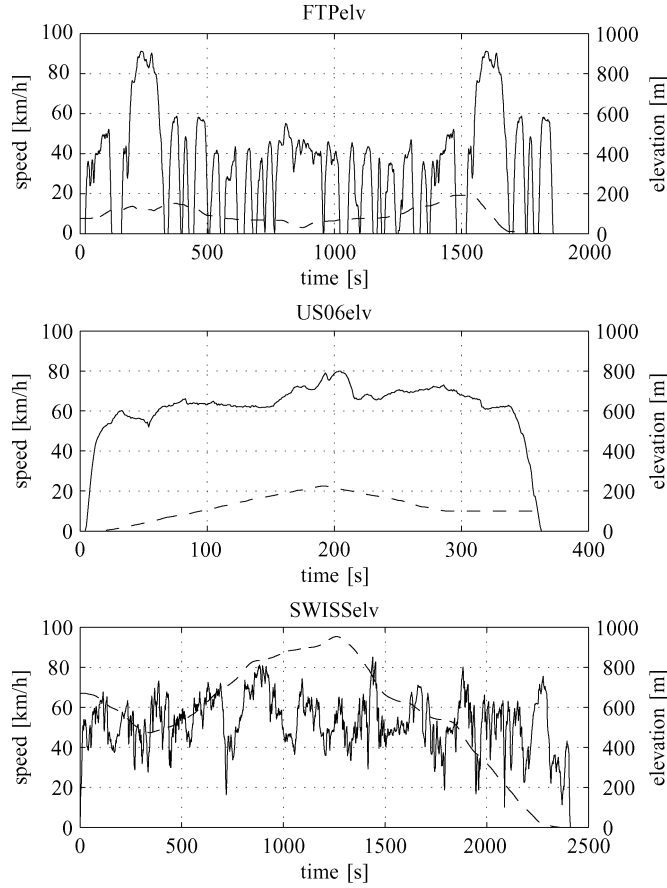 FTPelv
100 1000
80 800
60 600
40 400
20 200
0 0
speed [km/h]
elevation [m]
0 500 1000 1500 2000
time [s]
US06elv
100 1000
80 800
60 600
40 400
20 200
0 0
speed [km/h]
elevation [m]
0 100 200 300 400
time [s]
SWISSelv
100 1000
80 800
60 600
40 400
20 200
0 0
speed [km/h]
elevation [m]
0 500 1000 1500 2000 2500
time [s]